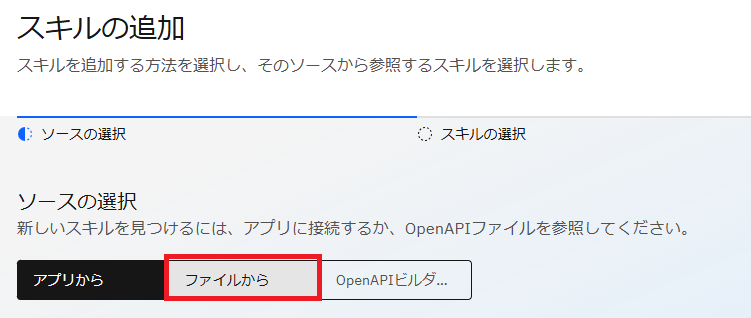 スキルの追加
スキルを追加する方法を選択し、そのソースから参照するスキルを選択します。
ソースの選択
スキルの選択
ソースの選択
新しいスキルを見つけるには、アプリに接続するか、OpenAPIファイルを参照してください。
アプリから
ファイルから
OpenAPIビルダ...